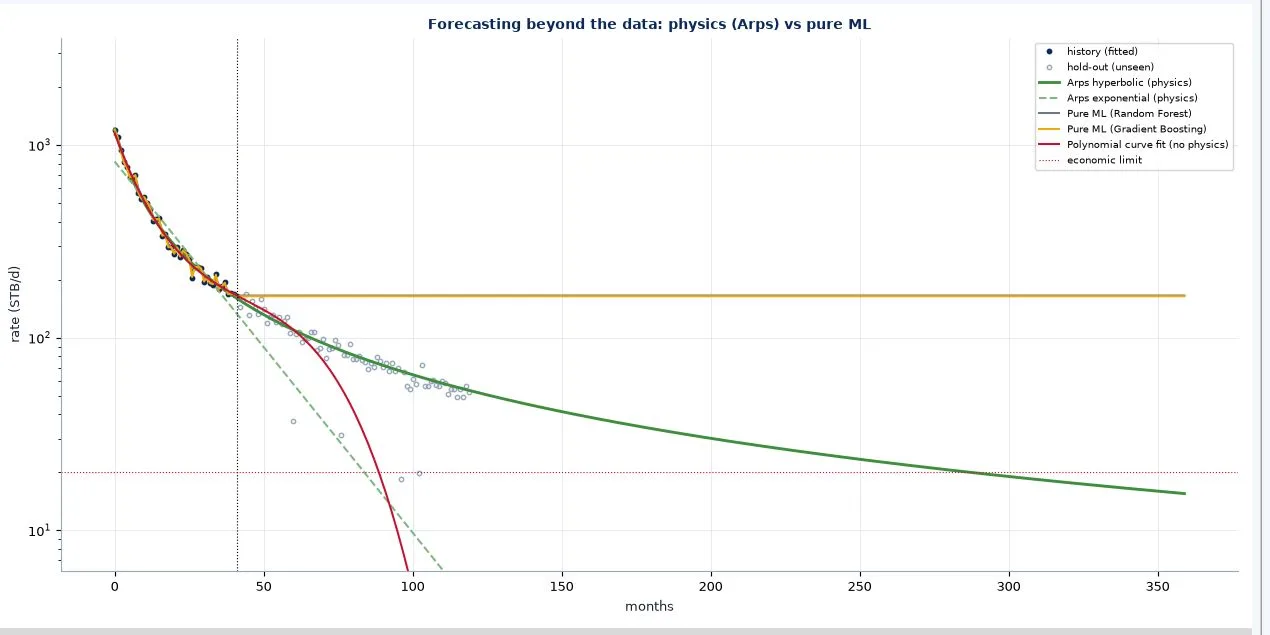 Forecasting beyond the data: physics (Arps) vs pure ML
history (fitted)
hold-out (unseen)
Arps hyperbolic (physics)
Arps exponential (physics)
Pure ML (Random Forest)
Pure ML (Gradient Boosting)
Polynomial curve fit (no physics)
economic limit
rate (STB/d)
10³
10²
10¹
0 50 100 150 200 250 300 350
months